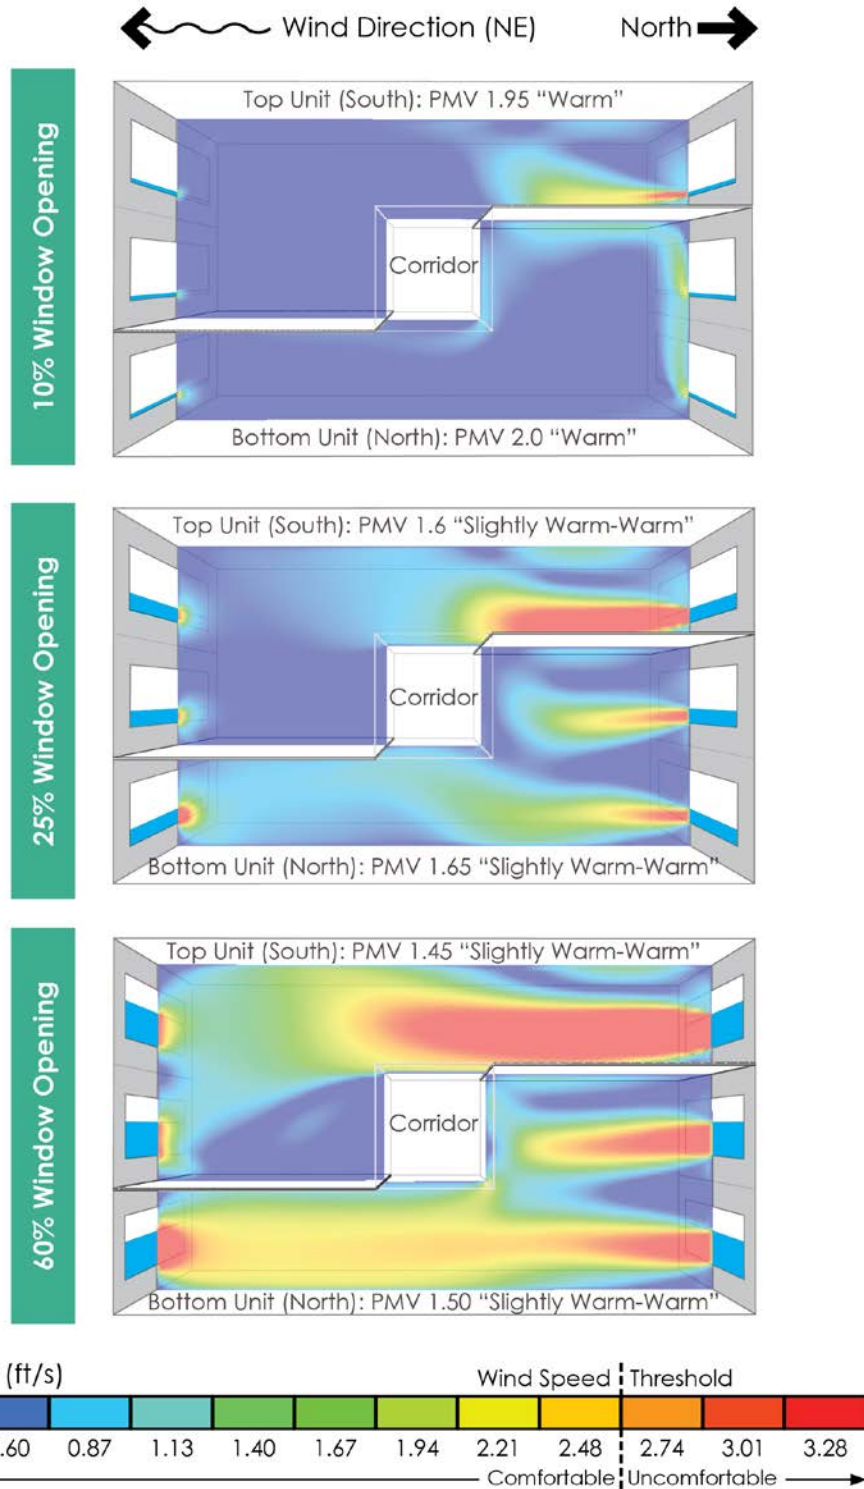 Wind Direction (NE) North
10% Window Opening
Top Unit (South): PMV 1.95 “Warm”
Corridor
Bottom Unit (North): PMV 2.0 “Warm”
25% Window Opening
Top Unit (South): PMV 1.6 “Slightly Warm-Warm”
Corridor
Bottom Unit (North): PMV 1.65 “Slightly Warm-Warm”
60% Window Opening
Top Unit (South): PMV 1.45 “Slightly Warm-Warm”
Corridor
Bottom Unit (North): PMV 1.50 “Slightly Warm-Warm”
(ft/s) Wind Speed Threshold
.60 0.87 1.13 1.40 1.67 1.94 2.21 2.48 2.74 3.01 3.28
Comfortable Uncomfortable